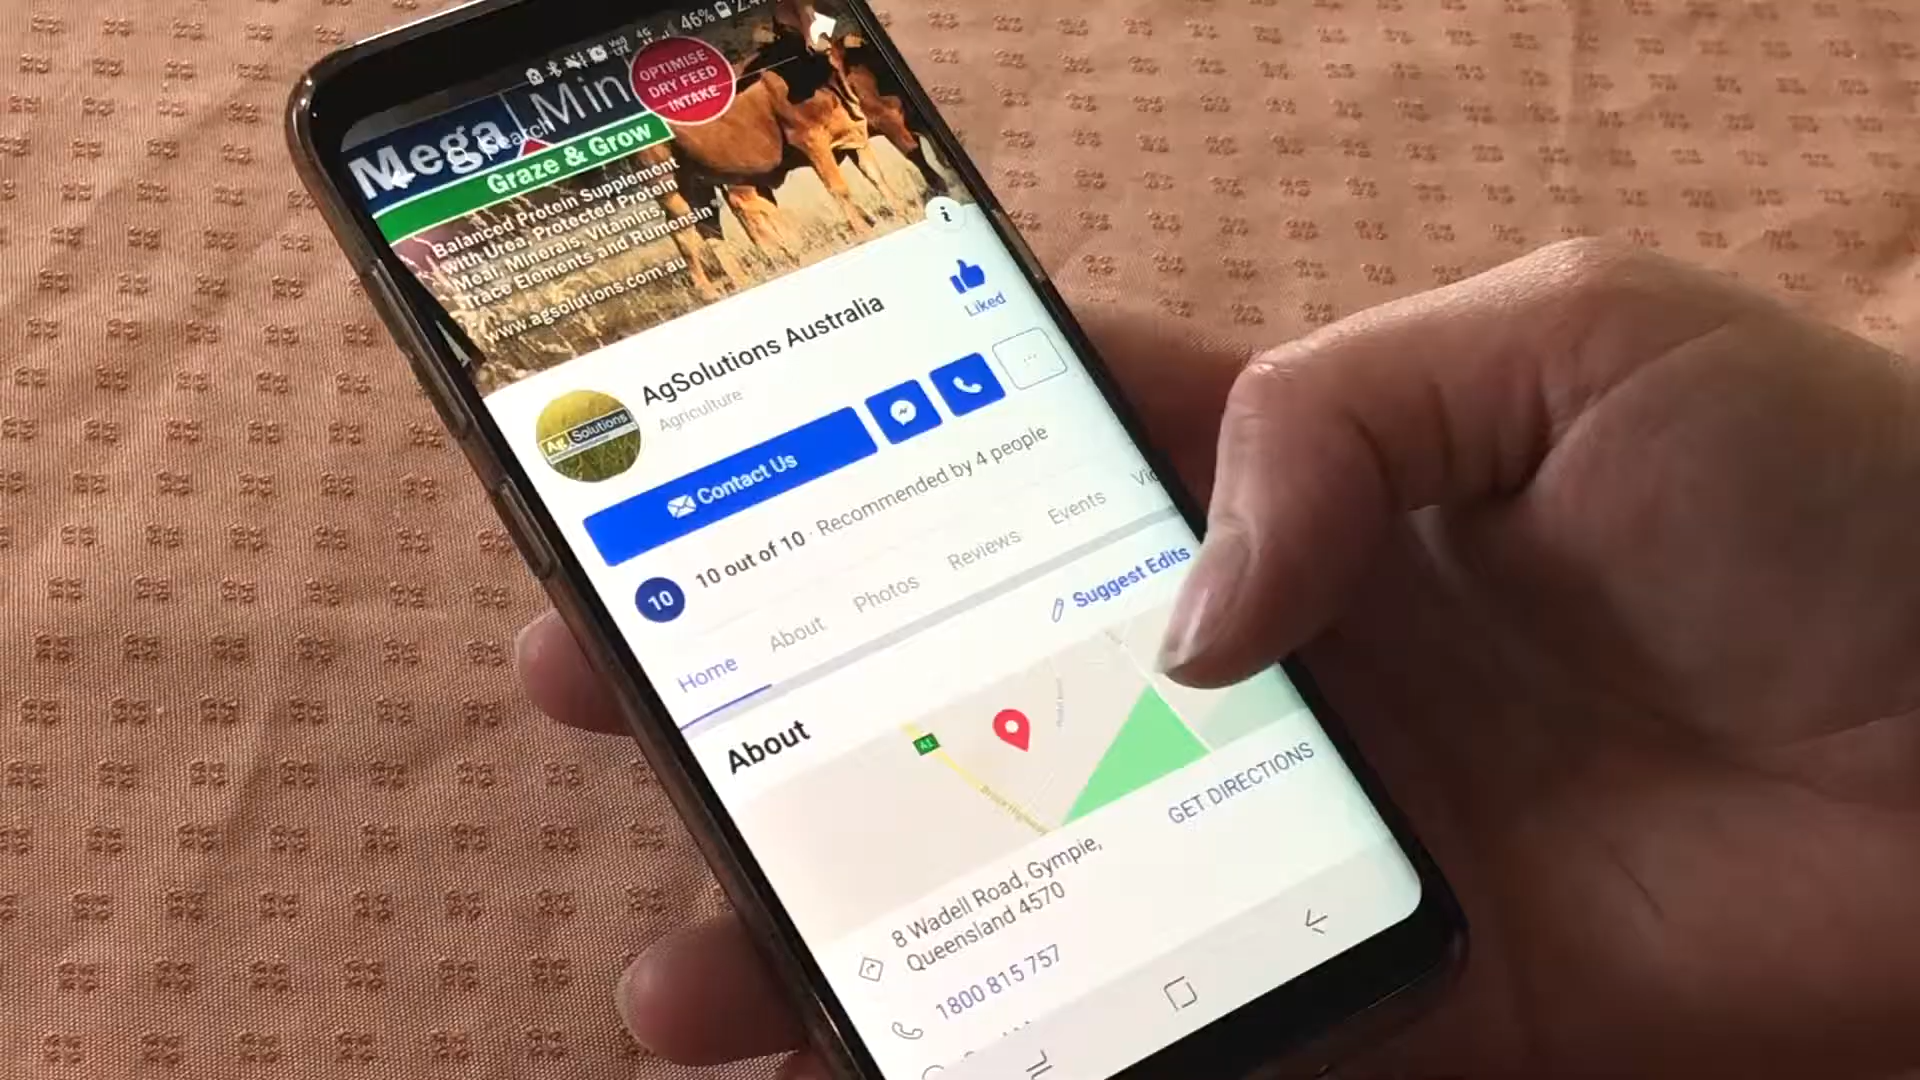 46%
Mega Min
Search
OPTIMISE
DRY FEED
INTAKE
Graze & Grow
Balanced Protein Supplement
with Urea, Protected Protein
Meal, Minerals, Vitamins,
Trace Elements and Rumensin
www.agsolutions.com.au
i
Liked
AgSolutions Australia
Agriculture
Ag Solutions
Contact Us
10
10 out of 10 · Recommended by 4 people
Home About Photos Reviews Events
Suggest Edits
About
A1
GET DIRECTIONS
8 Wadell Road, Gympie,
Queensland 4570
1800 815 757